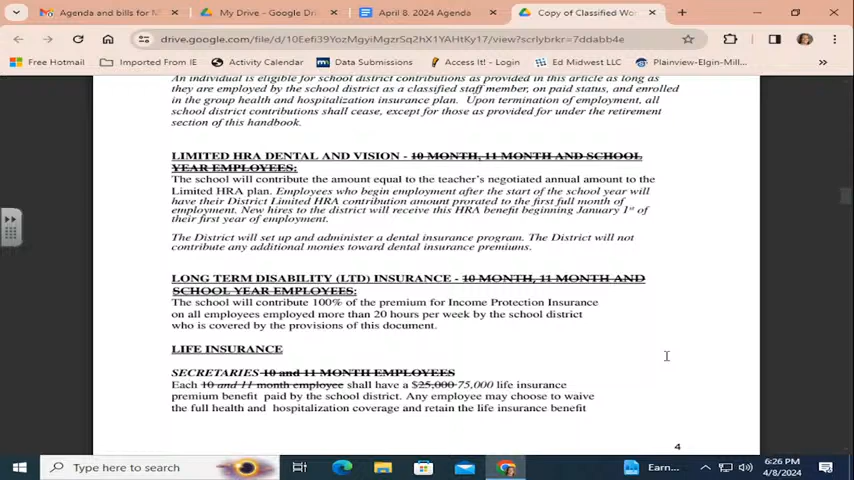 Agenda and bills for M
My Drive - Google Dri
April 8, 2024 Agenda
Copy of Classified Wo
drive.google.com/file/d/10Eefi39YozMgyiMgzrSq2hX1YAHtKy17/view?scrlybrkr=7ddabb4e
Free Hotmail
Imported From IE
Activity Calendar
Data Submissions
Access It! - Login
Ed Midwest LLC
Plainview-Elgin-Mill...
An individual is eligible for school district contributions as provided in this article as long as
they are employed by the school district as a classified staff member, on paid status, and enrolled
in the group health and hospitalization insurance plan. Upon termination of employment, all
school district contributions shall cease, except for those as provided for under the retirement
section of this handbook.
LIMITED HRA DENTAL AND VISION - 10 MONTH, 11 MONTH AND SCHOOL
YEAR EMPLOYEES:
The school will contribute the amount equal to the teacher's negotiated annual amount to the
Limited HRA plan. Employees who begin employment after the start of the school year will
have their District Limited HRA contribution amount prorated to the first full month of
employment. New hires to the district will receive this HRA benefit beginning January 1st of
their first year of employment.
The District will set up and administer a dental insurance program. The District will not
contribute any additional monies toward dental insurance premiums.
LONG TERM DISABILITY (LTD) INSURANCE - 10 MONTH, 11 MONTH AND
SCHOOL YEAR EMPLOYEES:
The school will contribute 100% of the premium for Income Protection Insurance
on all employees employed more than 20 hours per week by the school district
who is covered by the provisions of this document.
LIFE INSURANCE
SECRETARIES 10 and 11 MONTH EMPLOYEES
Each 10 and 11 month employee shall have a $25,000 75,000 life insurance
premium benefit paid by the school district. Any employee may choose to waive
the full health and hospitalization coverage and retain the life insurance benefit
4
Type here to search
Earn...
6:26 PM
4/8/2024